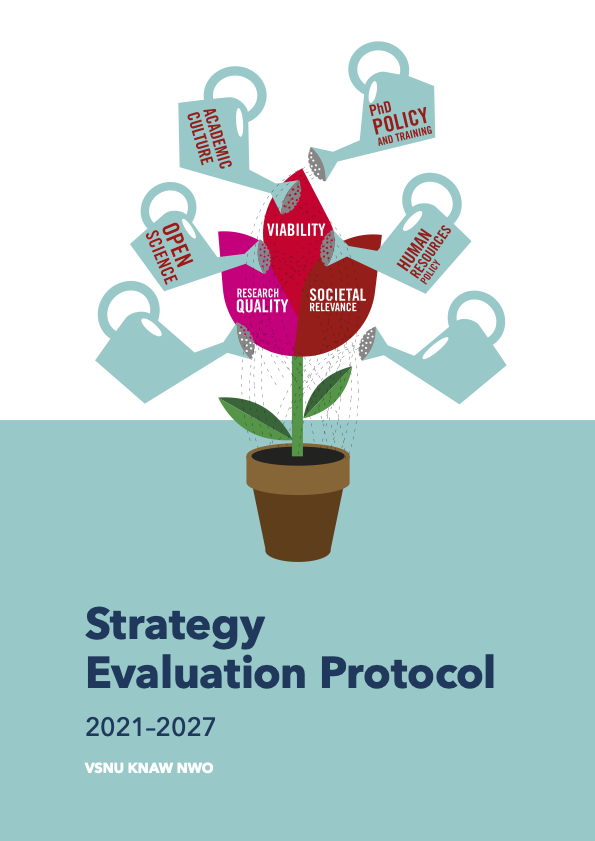 ACADEMIC
CULTURE
PhD
POLICY
AND TRAINING
OPEN
SCIENCE
HUMAN
RESOURCES
POLICY
VIABILITY
RESEARCH
QUALITY
SOCIETAL
RELEVANCE
Strategy
Evaluation Protocol
2021–2027
VSNU KNAW NWO